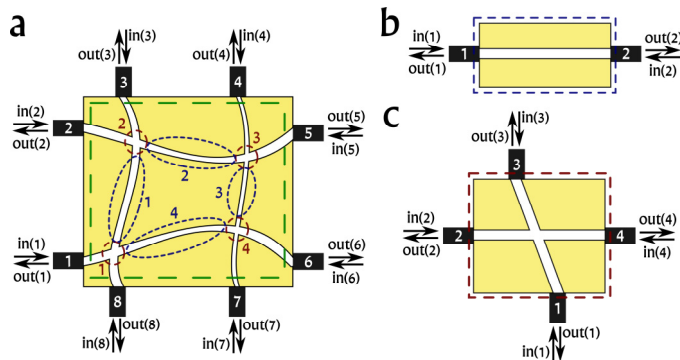 a
out(3) in(3)
out(4) in(4)
3
4
in(2)
out(2)
2
2
3
5
out(5)
in(5)
2
1
3
4
in(1)
out(1)
1
1
4
6
out(6)
in(6)
8
7
in(8) out(8)
in(7) out(7)
b
in(1)
out(1)
1
2
out(2)
in(2)
c
out(3) in(3)
3
in(2)
out(2)
2
4
out(4)
in(4)
1
in(1) out(1)